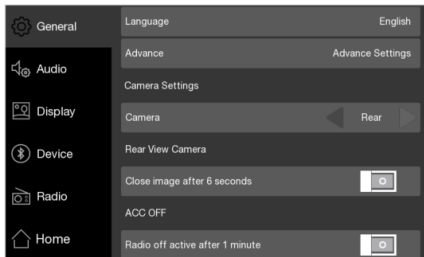 General
Audio
Display
Device
Radio
Home
Language English
Advance Advance Settings
Camera Settings
Camera Rear
Rear View Camera
Close image after 6 seconds
ACC OFF
Radio off active after 1 minute